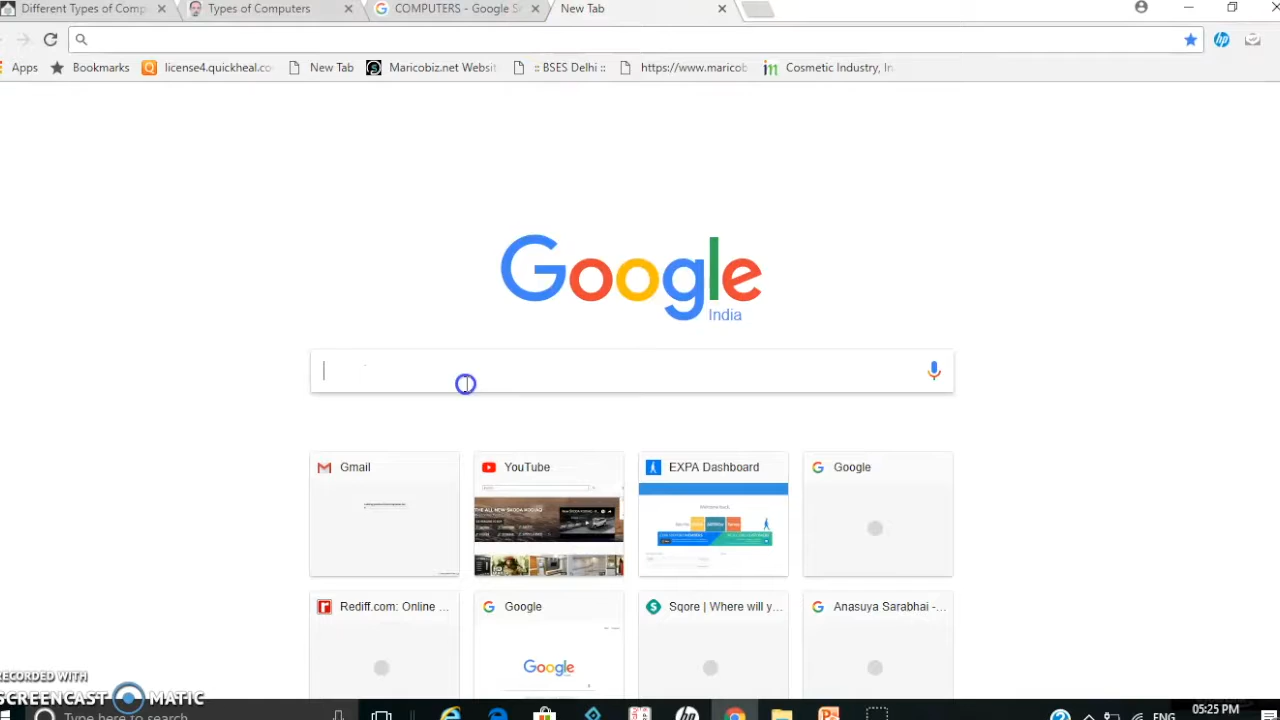 Different Types of Comp
Types of Computers
COMPUTERS - Google S
New Tab
Apps
Bookmarks
license4.quickheal.co
New Tab
Maricobiz.net Websit
:: BSES Delhi ::
https://www.maricob
Cosmetic Industry, In
Google
India
Gmail
YouTube
EXPA Dashboard
Google
Rediff.com: Online ...
Google
Sqore | Where will y...
Anasuya Sarabhai -...
Google
RECORDED WITH
SCREENCAST MATIC
Type here to search
ENG
05:25 PM